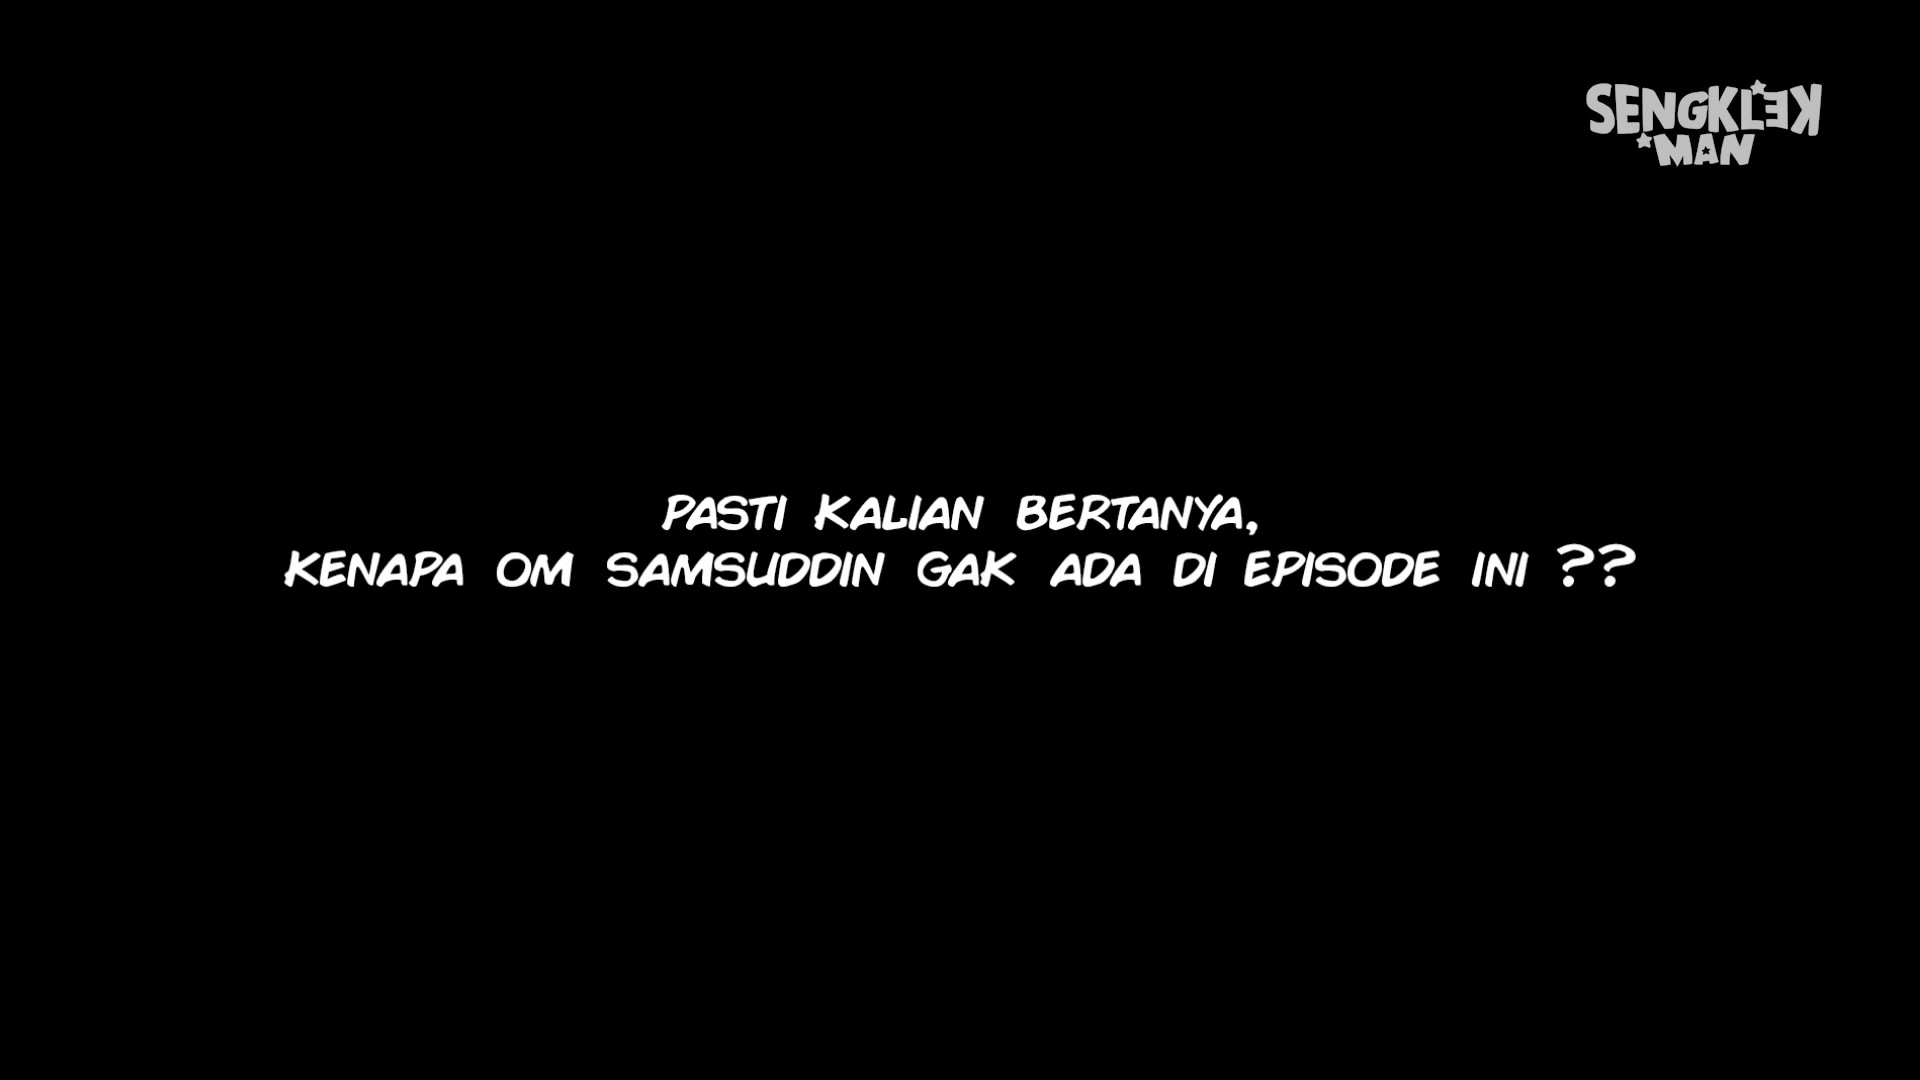 SENGKLEK
MAN
PASTI KALIAN BERTANYA,
KENAPA OM SAMSUDDIN GAK ADA DI EPISODE INI ??